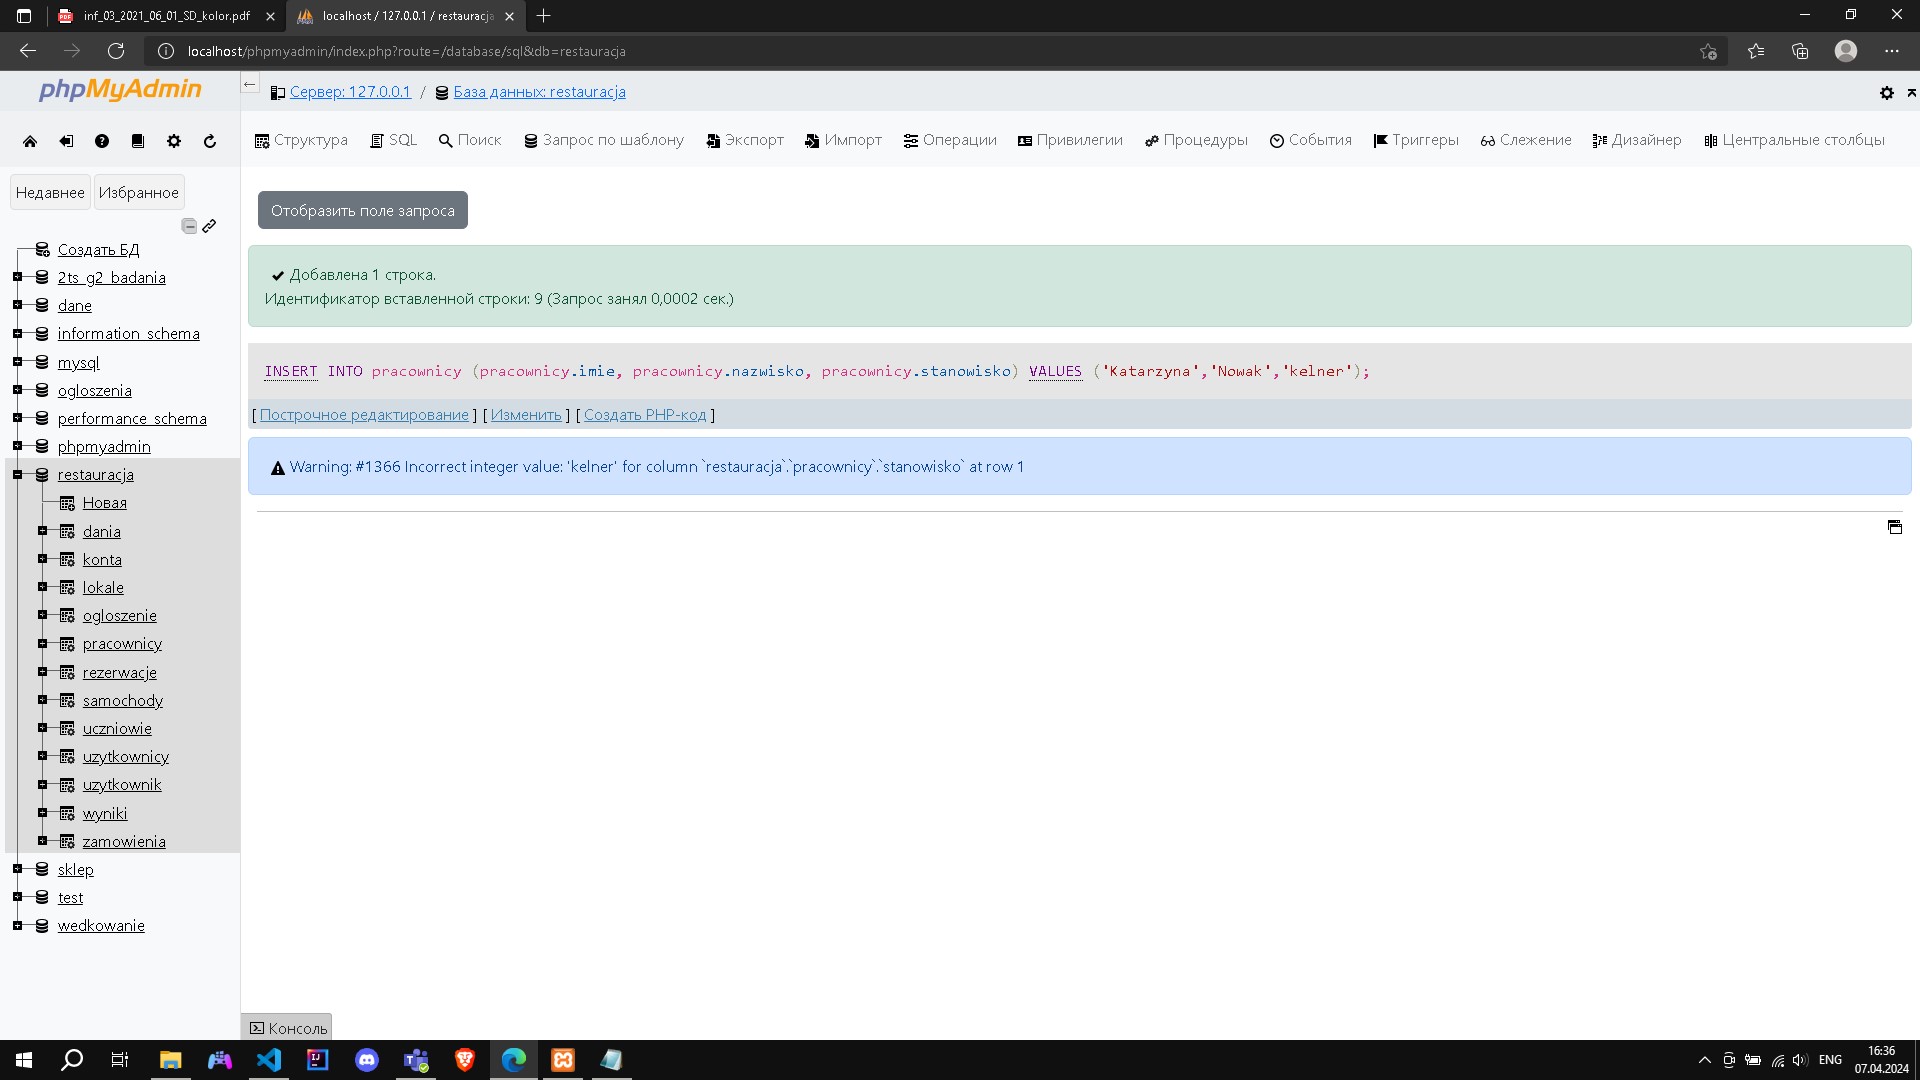 inf_03_2021_06_01_SD_kolor.pdf
localhost / 127.0.0.1 / restauracja
localhost/phpmyadmin/index.php?route=/database/sql&db=restauracja
phpMyAdmin
Сервер: 127.0.0.1 / База данных: restauracja
Структура SQL Поиск Запрос по шаблону Экспорт Импорт Операции Привилегии Процедуры События Триггеры Слежение Дизайнер Центральные столбцы
Недавнее Избранное
Создать БД
2ts_g2_badania
dane
information_schema
mysql
ogloszenia
performance_schema
phpmyadmin
restauracja
Новая
dania
konta
lokale
ogloszenie
pracownicy
rezerwacje
samochody
uczniowie
uzytkownicy
uzytkownik
wyniki
zamowienia
sklep
test
wedkowanie
Отобразить поле запроса
Добавлена 1 строка.
Идентификатор вставленной строки: 9 (Запрос занял 0,0002 сек.)
INSERT INTO pracownicy (pracownicy.imie, pracownicy.nazwisko, pracownicy.stanowisko) VALUES ('Katarzyna','Nowak','kelner');
[ Построчное редактирование ] [ Изменить ] [ Создать PHP-код ]
Warning: #1366 Incorrect integer value: 'kelner' for column `restauracja`.`pracownicy`.`stanowisko` at row 1
Консоль
ENG
16:36
07.04.2024